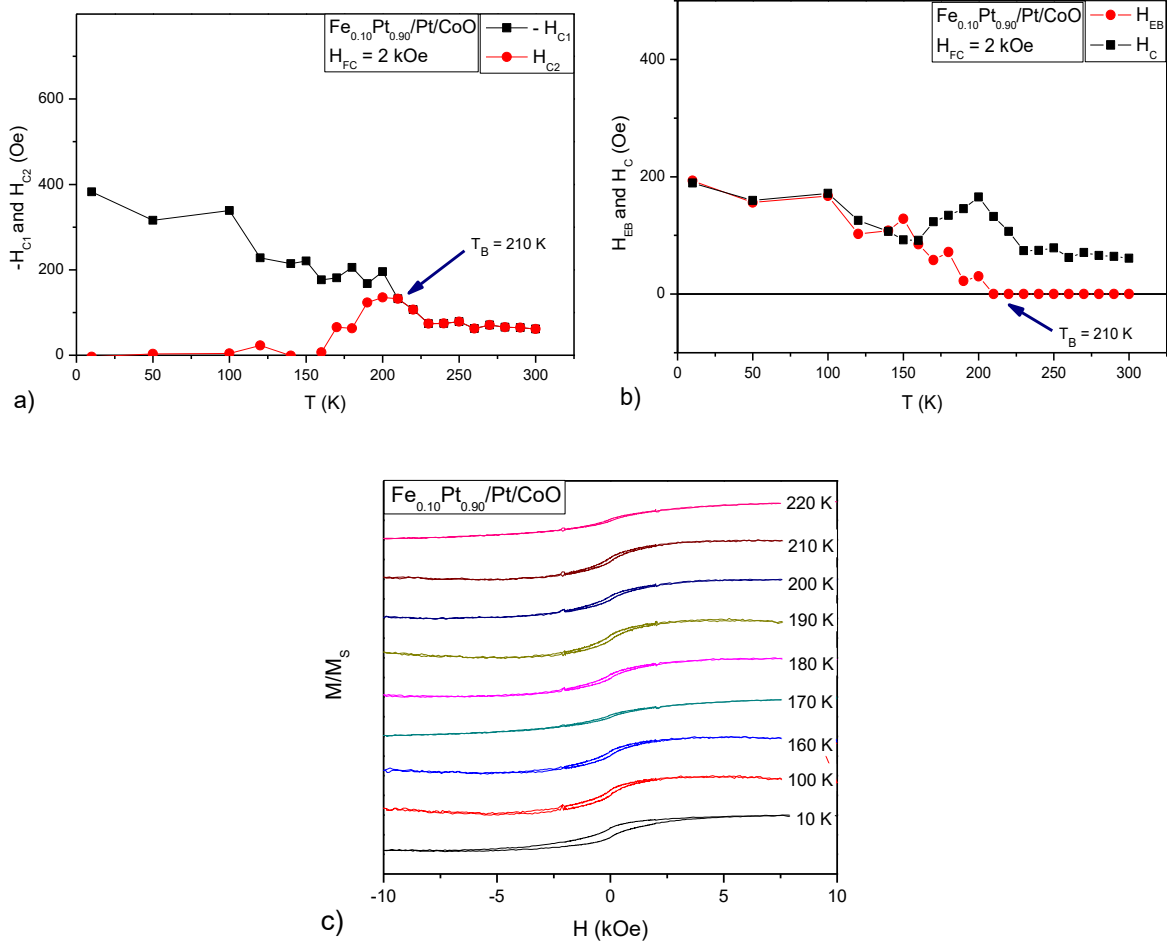 Fe0.10Pt0.90/Pt/CoO
HFC = 2 kOe
- HC1
HC2
600
400
200
0
-HC1 and HC2 (Oe)
TB = 210 K
0 50 100 150 200 250 300
T (K)
a)
Fe0.10Pt0.90/Pt/CoO
HFC = 2 kOe
HEB
HC
400
200
0
HEB and HC (Oe)
TB = 210 K
0 50 100 150 200 250 300
T (K)
b)
Fe0.10Pt0.90/Pt/CoO
220 K
210 K
200 K
190 K
180 K
170 K
160 K
100 K
10 K
M/MS
-10 -5 0 5 10
H (kOe)
c)